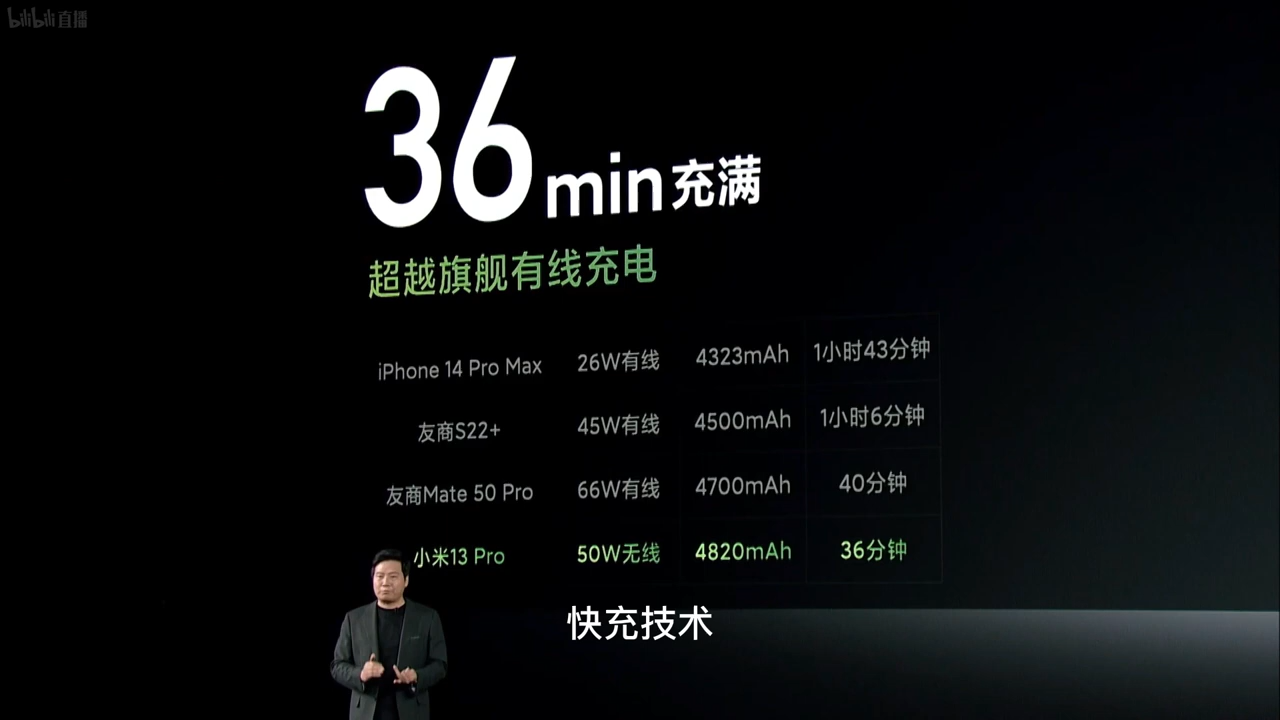 bilibili直播
36min充满
超越旗舰有线充电
iPhone 14 Pro Max 26W有线 4323mAh 1小时43分钟
友商S22+ 45W有线 4500mAh 1小时6分钟
友商Mate 50 Pro 66W有线 4700mAh 40分钟
小米13 Pro 50W无线 4820mAh 36分钟
快充技术